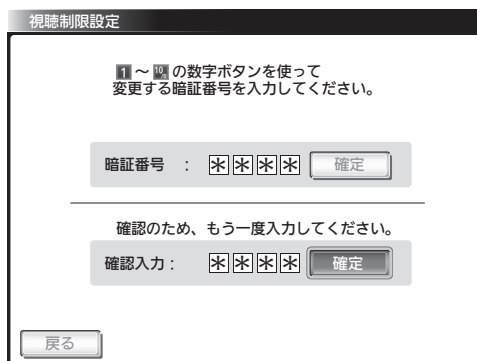 視聴制限設定
1～10の数字ボタンを使って
変更する暗証番号を入力してください。
暗証番号 : ＊＊＊＊ 確定
確認のため、もう一度入力してください。
確認入力 : ＊＊＊＊ 確定
戻る